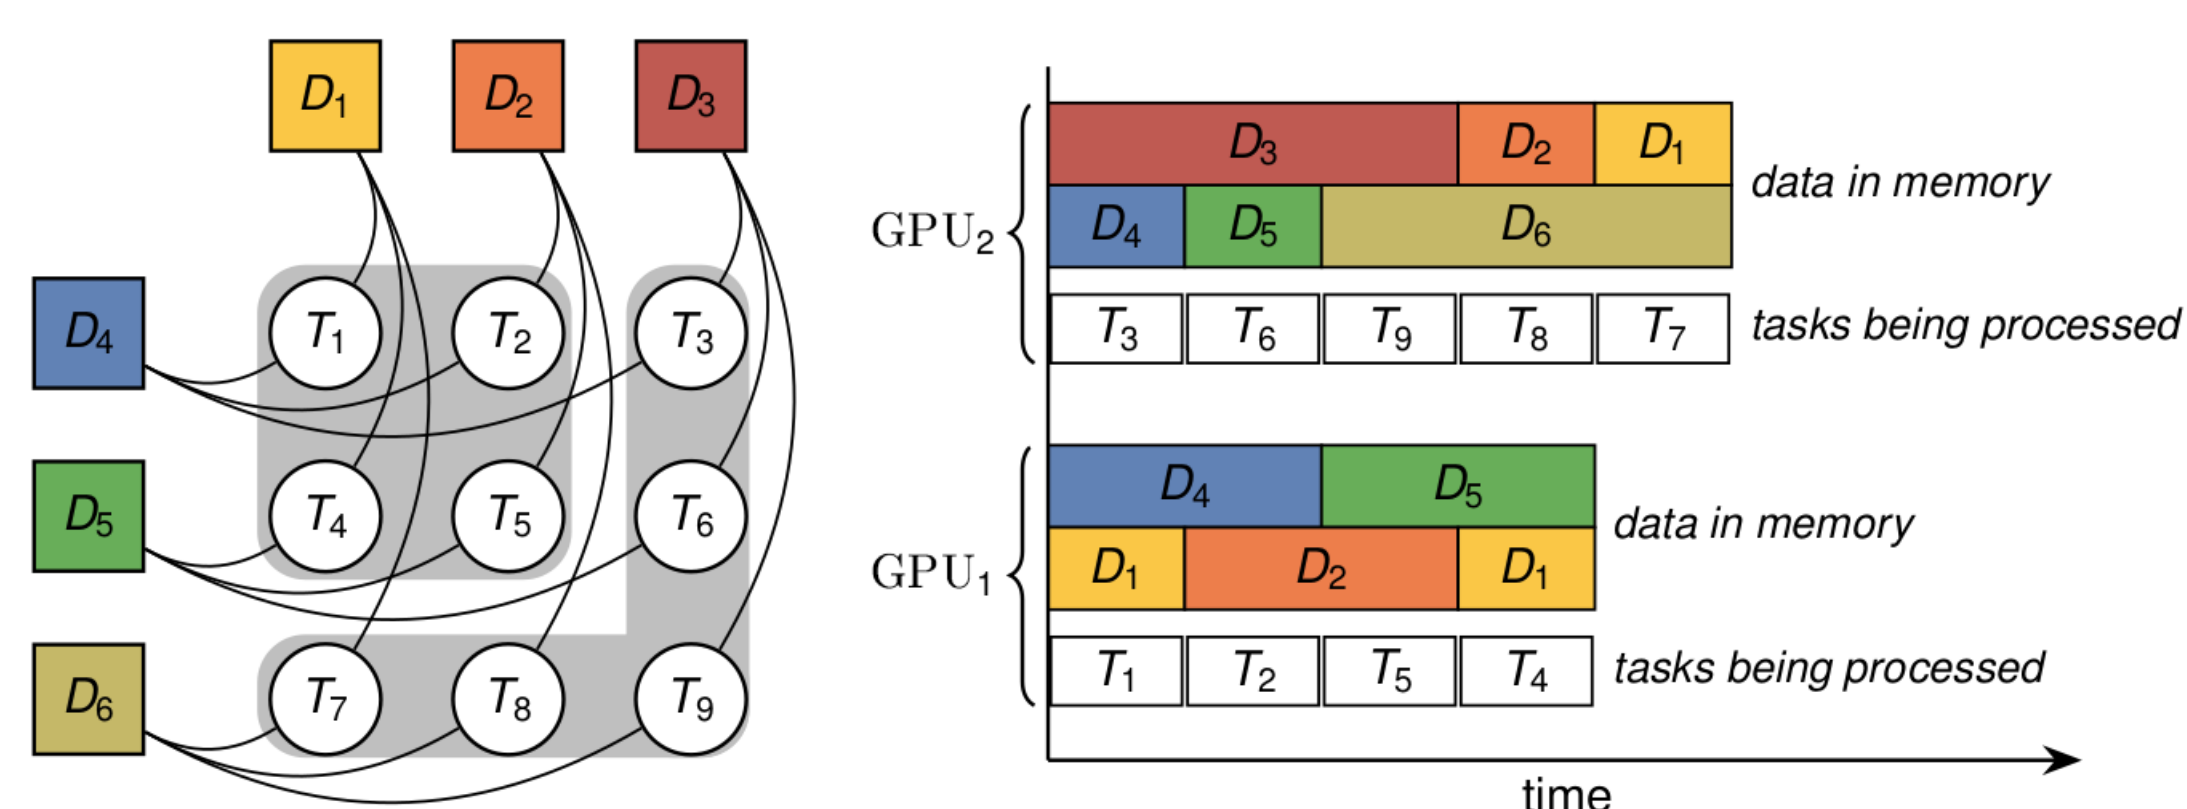 D1 D2 D3
D4 T1 T2 T3
D5 T4 T5 T6
D6 T7 T8 T9
GPU2
D3 D2 D1
D4 D5 D6
data in memory
T3 T6 T9 T8 T7
tasks being processed
GPU1
D4 D5
D1 D2 D1
data in memory
T1 T2 T5 T4
tasks being processed
time